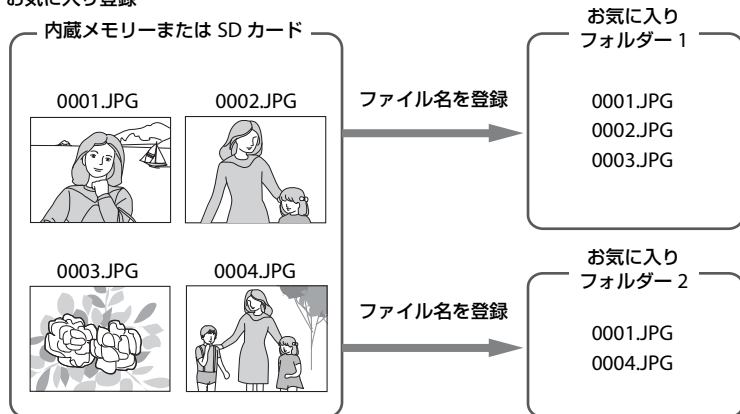 お気に入り登録
内蔵メモリーまたは SD カード
0001.JPG
0002.JPG
0003.JPG
0004.JPG
ファイル名を登録
お気に入り
フォルダー 1
0001.JPG
0002.JPG
0003.JPG
ファイル名を登録
お気に入り
フォルダー 2
0001.JPG
0004.JPG